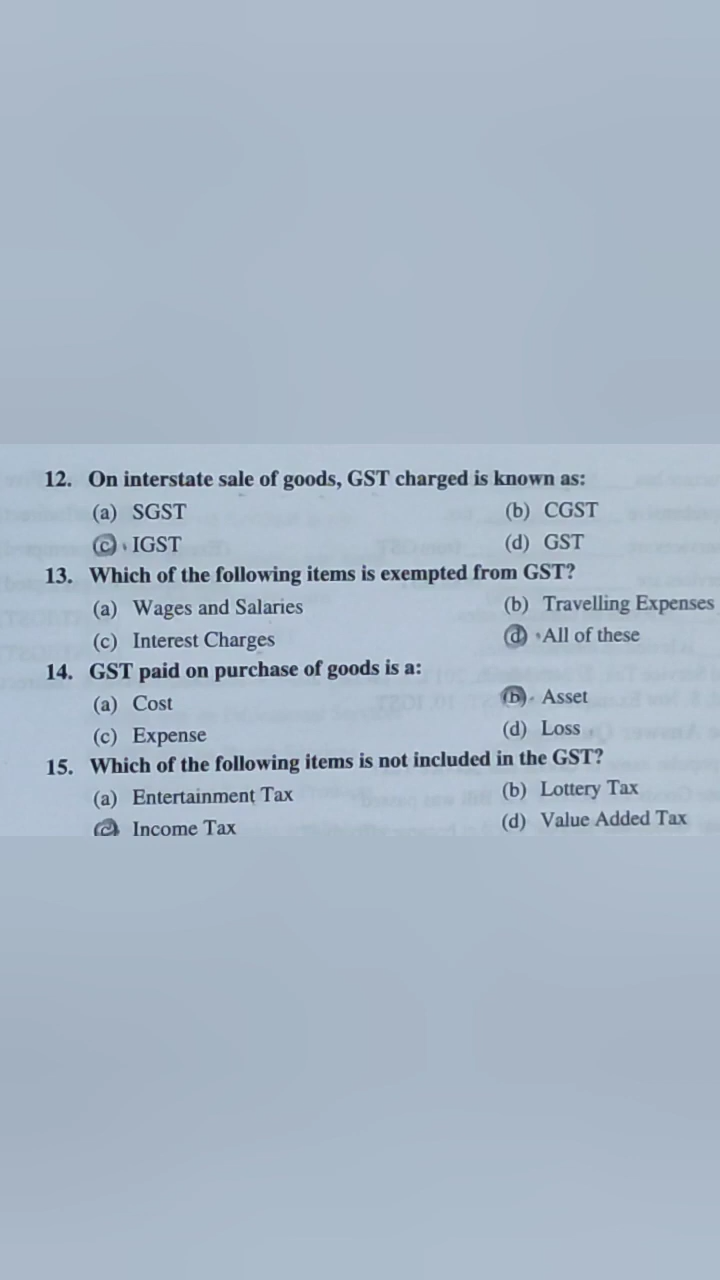 12. On interstate sale of goods, GST charged is known as:
(a) SGST (b) CGST
(c) IGST (d) GST
13. Which of the following items is exempted from GST?
(a) Wages and Salaries (b) Travelling Expenses
(c) Interest Charges (d) All of these
14. GST paid on purchase of goods is a:
(a) Cost (b) Asset
(c) Expense (d) Loss
15. Which of the following items is not included in the GST?
(a) Entertainment Tax (b) Lottery Tax
(c) Income Tax (d) Value Added Tax